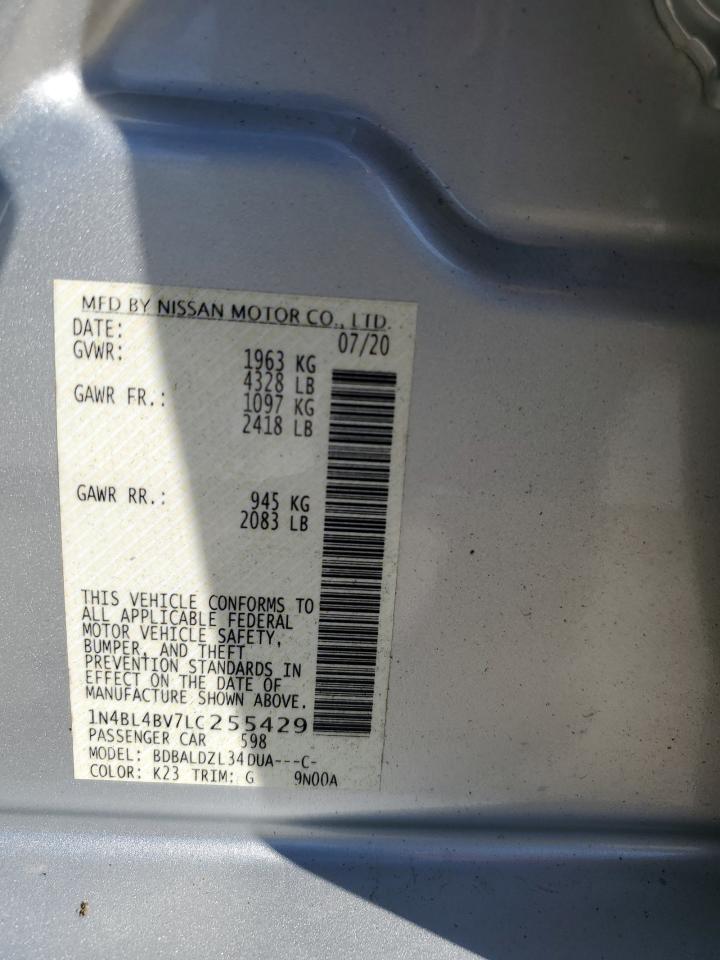 MFD BY NISSAN MOTOR CO., LTD.
DATE: 07/20
GVWR: 1963 KG
4328 LB
GAWR FR.: 1097 KG
2418 LB
GAWR RR.: 945 KG
2083 LB
THIS VEHICLE CONFORMS TO
ALL APPLICABLE FEDERAL
MOTOR VEHICLE SAFETY,
BUMPER, AND THEFT
PREVENTION STANDARDS IN
EFFECT ON THE DATE OF
MANUFACTURE SHOWN ABOVE.
1N4BL4BV7LC255429
PASSENGER CAR 598
MODEL: BDBALDZL34DUA---C-
COLOR: K23 TRIM: G 9N00A